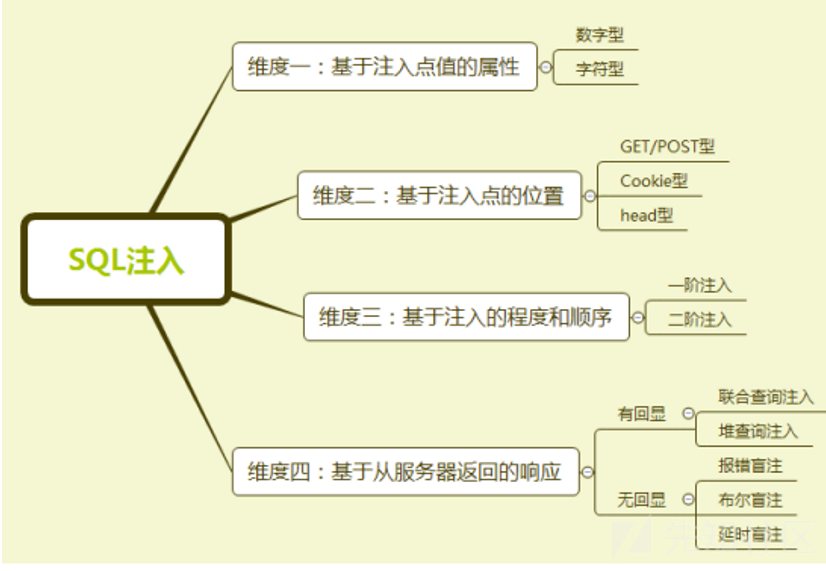 数字型
维度一：基于注入点值的属性
字符型
GET/POST型
维度二：基于注入点的位置
Cookie型
head型
SQL注入
一阶注入
维度三：基于注入的程度和顺序
二阶注入
联合查询注入
有回显
堆查询注入
报错盲注
维度四：基于从服务器返回的响应
无回显
布尔盲注
延时盲注